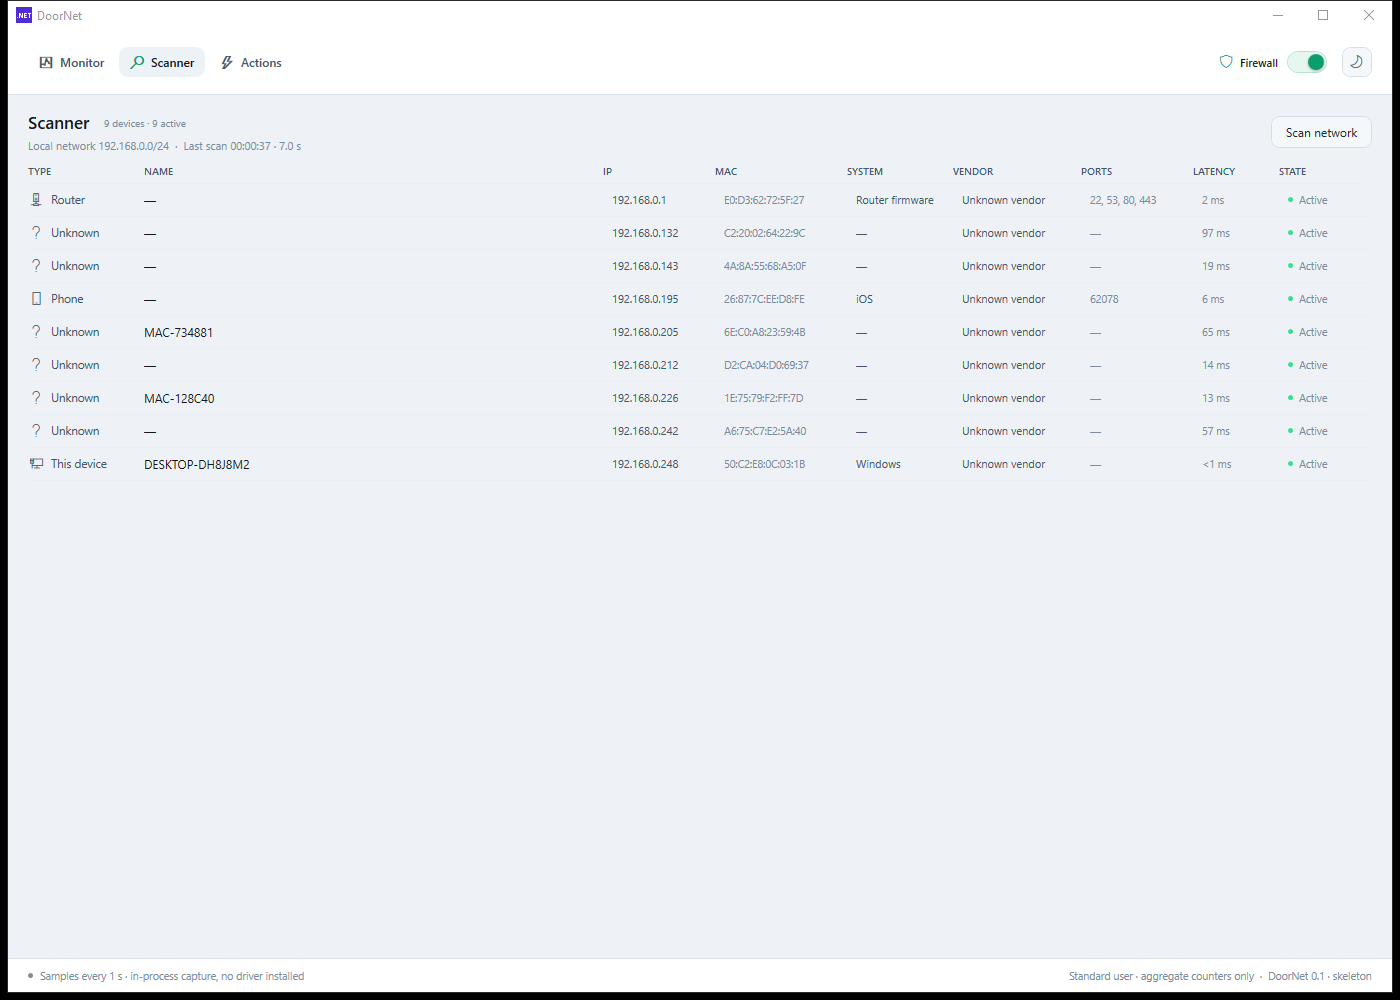 .NET DoorNet
Monitor Scanner Actions Firewall
Scanner 9 devices · 9 active
Local network 192.168.0.0/24 · Last scan 00:00:37 · 7.0 s
Scan network
TYPE NAME IP MAC SYSTEM VENDOR PORTS LATENCY STATE
Router — 192.168.0.1 E0:D3:62:72:5F:27 Router firmware Unknown vendor 22, 53, 80, 443 2 ms Active
? Unknown — 192.168.0.132 C2:20:02:64:22:9C — Unknown vendor — 97 ms Active
? Unknown — 192.168.0.143 4A:8A:55:68:A5:0F — Unknown vendor — 19 ms Active
Phone — 192.168.0.195 26:87:7C:EE:D8:FE iOS Unknown vendor 62078 6 ms Active
? Unknown MAC-734881 192.168.0.205 6E:C0:A8:23:59:4B — Unknown vendor — 65 ms Active
? Unknown — 192.168.0.212 D2:CA:04:D0:69:37 — Unknown vendor — 14 ms Active
? Unknown MAC-128C40 192.168.0.226 1E:75:79:F2:FF:7D — Unknown vendor — 13 ms Active
? Unknown — 192.168.0.242 A6:75:C7:E2:5A:40 — Unknown vendor — 57 ms Active
This device DESKTOP-DH8J8M2 192.168.0.248 50:C2:E8:0C:03:1B Windows Unknown vendor — <1 ms Active
Samples every 1 s · in-process capture, no driver installed
Standard user · aggregate counters only · DoorNet 0.1 · skeleton